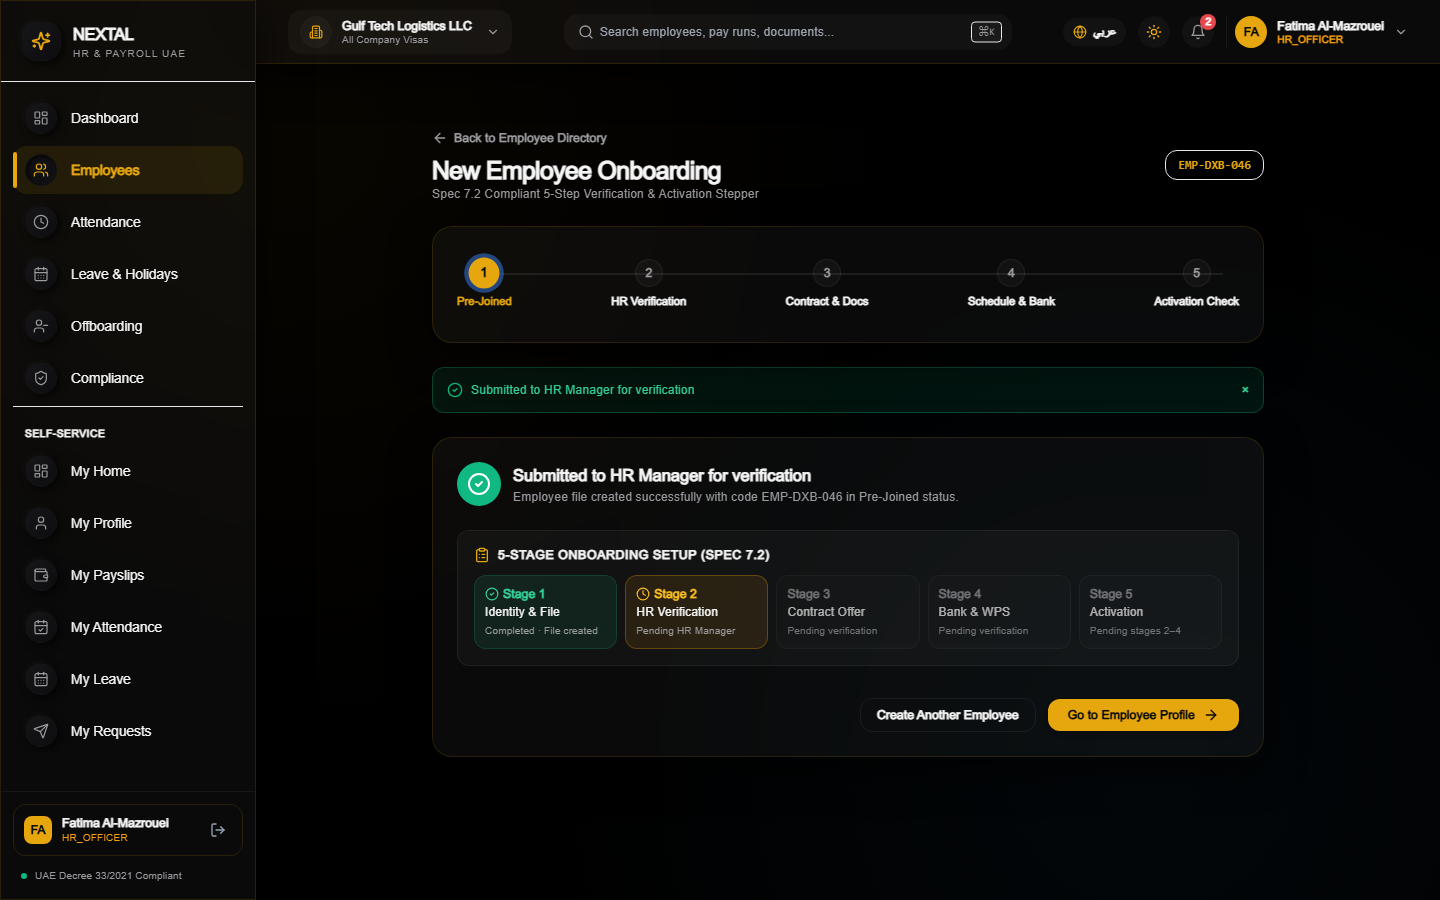 NEXTAL
HR & PAYROLL UAE
Dashboard
Employees
Attendance
Leave & Holidays
Offboarding
Compliance
SELF-SERVICE
My Home
My Profile
My Payslips
My Attendance
My Leave
My Requests
FA
Fatima Al-Mazrouei
HR_OFFICER
UAE Decree 33/2021 Compliant
Gulf Tech Logistics LLC
All Company Visas
Search employees, pay runs, documents...
⌘K
عربي
2
FA
Fatima Al-Mazrouei
HR_OFFICER
Back to Employee Directory
New Employee Onboarding
Spec 7.2 Compliant 5-Step Verification & Activation Stepper
EMP-DXB-046
1
Pre-Joined
2
HR Verification
3
Contract & Docs
4
Schedule & Bank
5
Activation Check
Submitted to HR Manager for verification
×
Submitted to HR Manager for verification
Employee file created successfully with code EMP-DXB-046 in Pre-Joined status.
5-STAGE ONBOARDING SETUP (SPEC 7.2)
Stage 1
Identity & File
Completed · File created
Stage 2
HR Verification
Pending HR Manager
Stage 3
Contract Offer
Pending verification
Stage 4
Bank & WPS
Pending verification
Stage 5
Activation
Pending stages 2–4
Create Another Employee
Go to Employee Profile